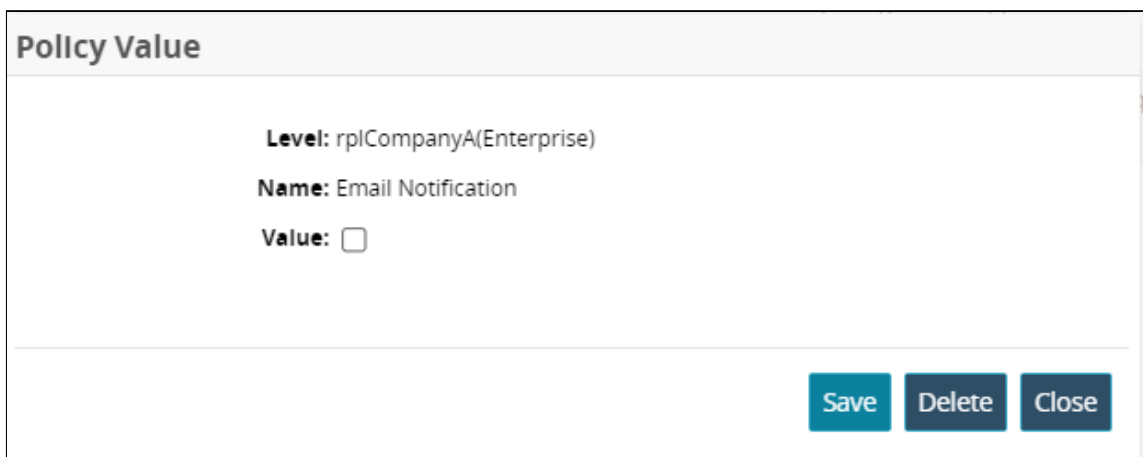 Policy Value
Level: rplCompanyA(Enterprise)
Name: Email Notification
Value:
Save Delete Close